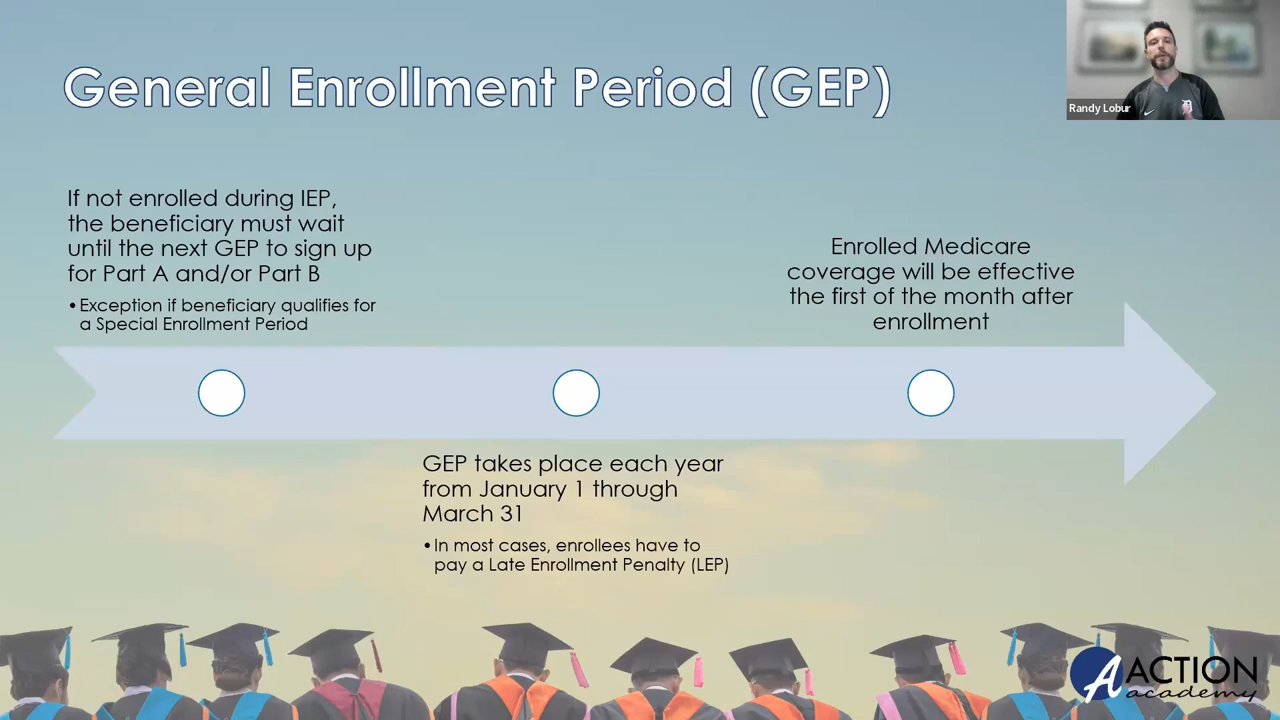 General Enrollment Period (GEP)
Randy Lobur
If not enrolled during IEP,
the beneficiary must wait
until the next GEP to sign up
for Part A and/or Part B
•Exception if beneficiary qualifies for
a Special Enrollment Period
GEP takes place each year
from January 1 through
March 31
•In most cases, enrollees have to
pay a Late Enrollment Penalty (LEP)
Enrolled Medicare
coverage will be effective
the first of the month after
enrollment
A ACTION
academy